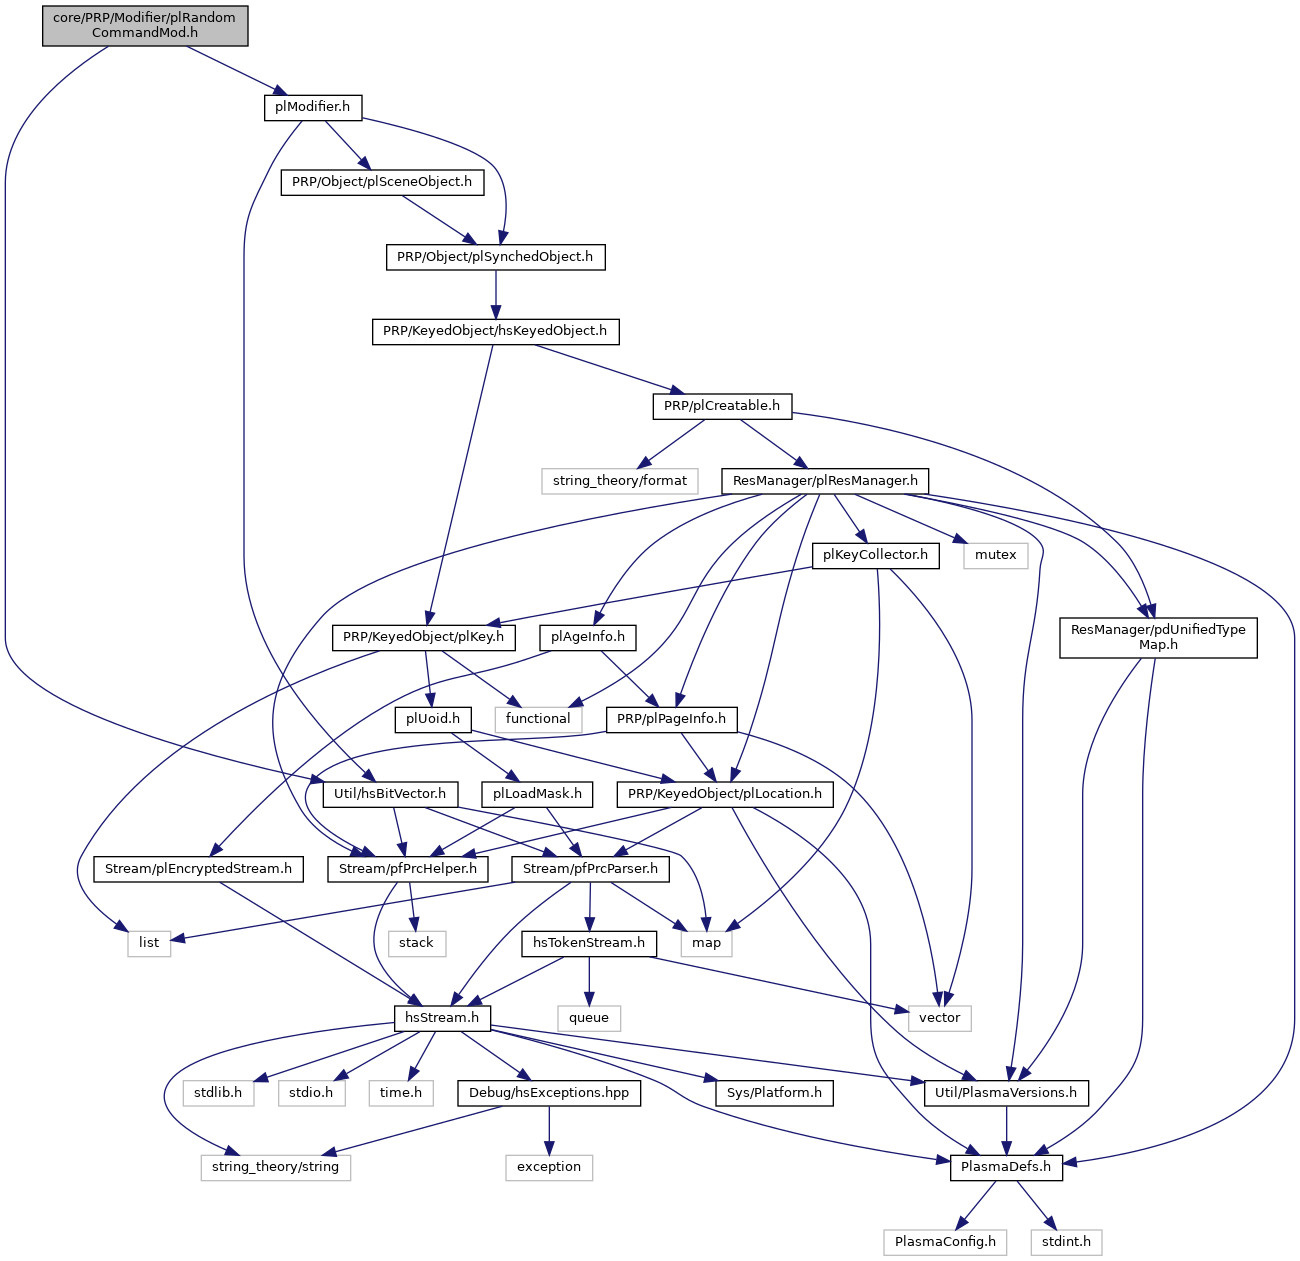 core/PRP/Modifier/plRandom
CommandMod.h
plModifier.h
PRP/Object/plSceneObject.h
PRP/Object/plSynchedObject.h
PRP/KeyedObject/hsKeyedObject.h
PRP/plCreatable.h
string_theory/format
ResManager/plResManager.h
plKeyCollector.h
mutex
PRP/KeyedObject/plKey.h
plAgeInfo.h
ResManager/pdUnifiedType
Map.h
plUoid.h
functional
PRP/plPageInfo.h
Util/hsBitVector.h
plLoadMask.h
PRP/KeyedObject/plLocation.h
Stream/plEncryptedStream.h
Stream/pfPrcHelper.h
Stream/pfPrcParser.h
list
stack
hsTokenStream.h
map
hsStream.h
queue
vector
stdlib.h
stdio.h
time.h
Debug/hsExceptions.hpp
Sys/Platform.h
Util/PlasmaVersions.h
string_theory/string
exception
PlasmaDefs.h
PlasmaConfig.h
stdint.h